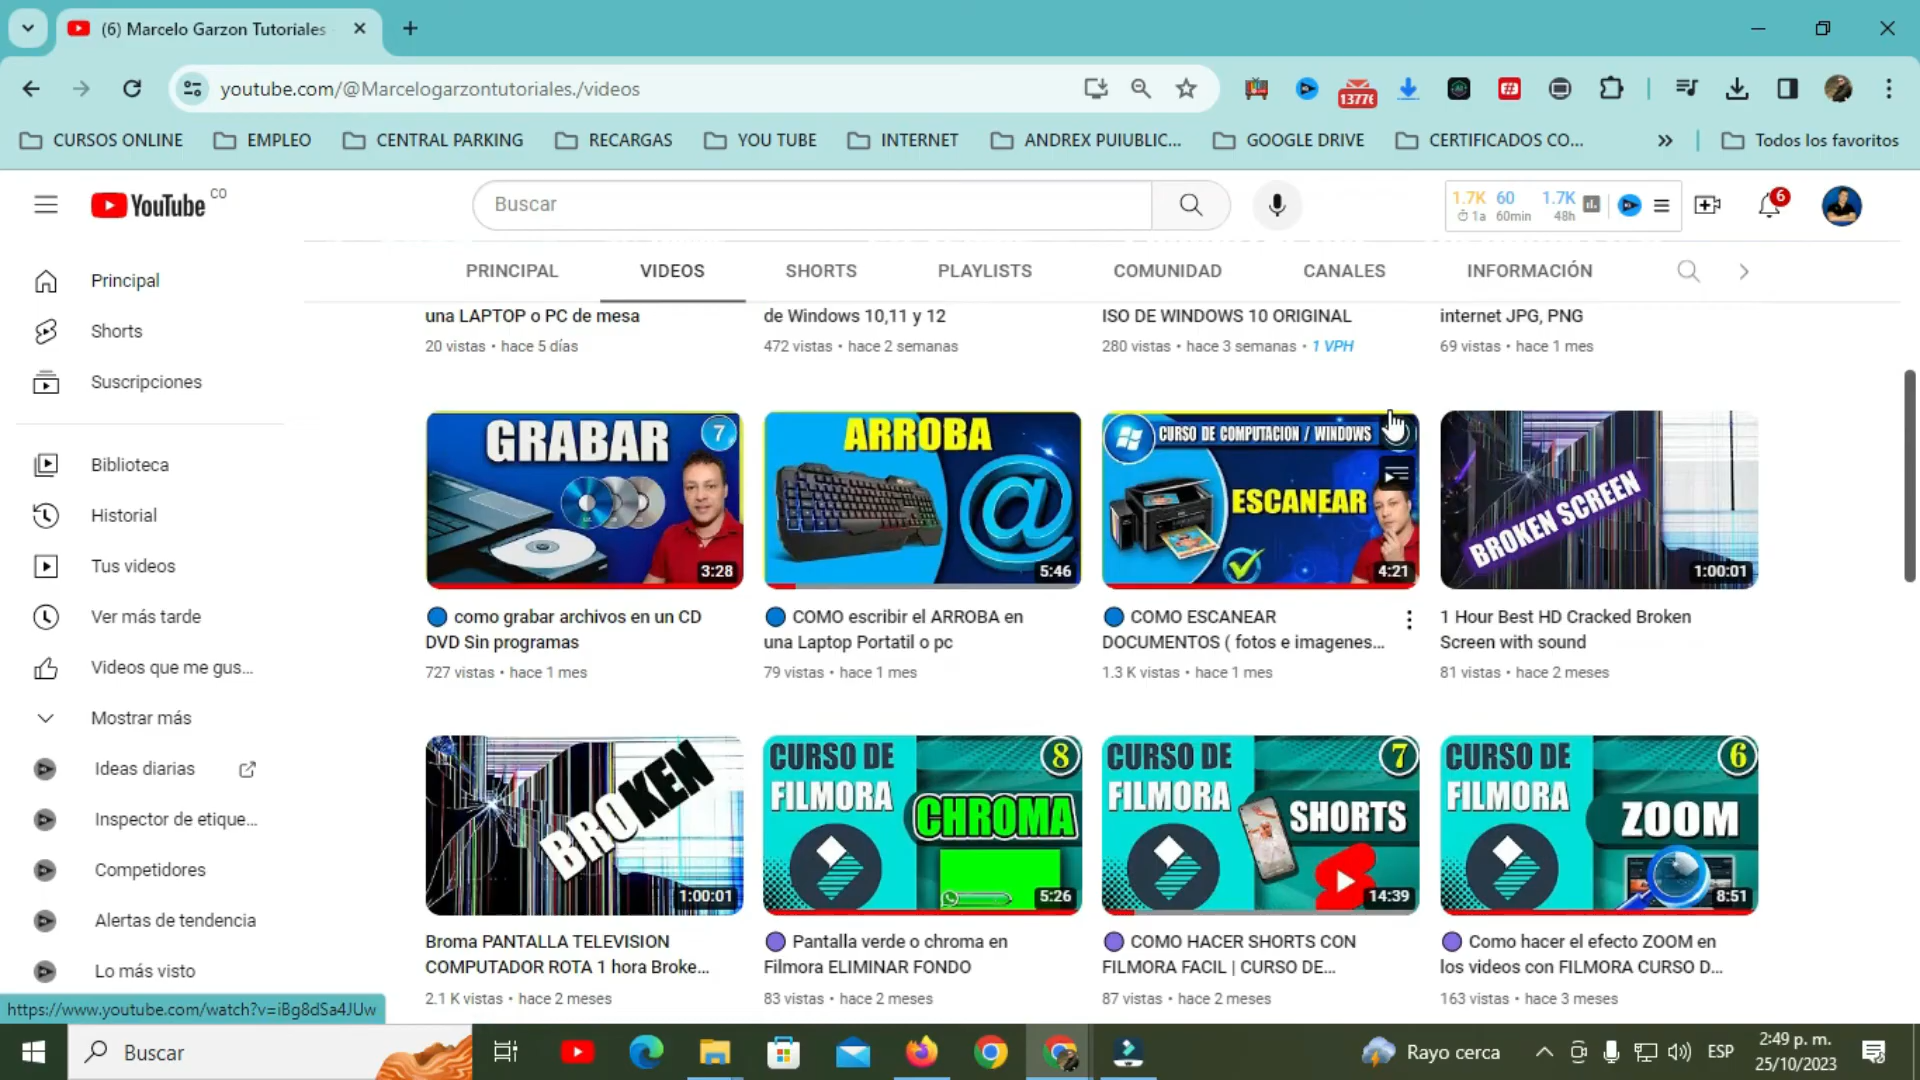 (6) Marcelo Garzon Tutoriales
youtube.com/@Marcelogarzontutoriales./videos
1377€
CURSOS ONLINE
EMPLEO
CENTRAL PARKING
RECARGAS
YOU TUBE
INTERNET
ANDREX PUIUBLIC...
GOOGLE DRIVE
CERTIFICADOS CO...
»
Todos los favoritos
YouTube CO
Buscar
1.7K 60 1.7K
1a 60min 48h
6
PRINCIPAL
VIDEOS
SHORTS
PLAYLISTS
COMUNIDAD
CANALES
INFORMACIÓN
Principal
Shorts
Suscripciones
Biblioteca
Historial
Tus videos
Ver más tarde
Videos que me gus...
Mostrar más
Ideas diarias
Inspector de etique...
Competidores
Alertas de tendencia
Lo más visto
una LAPTOP o PC de mesa
20 vistas • hace 5 días
de Windows 10,11 y 12
472 vistas • hace 2 semanas
ISO DE WINDOWS 10 ORIGINAL
280 vistas • hace 3 semanas • 1 VPH
internet JPG, PNG
69 vistas • hace 1 mes
GRABAR
7
3:28
como grabar archivos en un CD
DVD Sin programas
727 vistas • hace 1 mes
ARROBA
@
5:46
COMO escribir el ARROBA en
una Laptop Portatil o pc
79 vistas • hace 1 mes
CURSO DE COMPUTACION / WINDOWS
ESCANEAR
4:21
COMO ESCANEAR
DOCUMENTOS ( fotos e imagenes...
1.3 K vistas • hace 1 mes
BROKEN SCREEN
1:00:01
1 Hour Best HD Cracked Broken
Screen with sound
81 vistas • hace 2 meses
BROKEN
1:00:01
Broma PANTALLA TELEVISION
COMPUTADOR ROTA 1 hora Broke...
2.1 K vistas • hace 2 meses
CURSO DE
FILMORA
8
CHROMA
5:26
Pantalla verde o chroma en
Filmora ELIMINAR FONDO
83 vistas • hace 2 meses
CURSO DE
FILMORA
7
SHORTS
14:39
COMO HACER SHORTS CON
FILMORA FACIL | CURSO DE...
87 vistas • hace 2 meses
CURSO DE
FILMORA
6
ZOOM
8:51
Como hacer el efecto ZOOM en
los videos con FILMORA CURSO D...
163 vistas • hace 3 meses
https://www.youtube.com/watch?v=iBg8dSa4JUw
Buscar
Rayo cerca
ESP
2:49 p. m.
25/10/2023